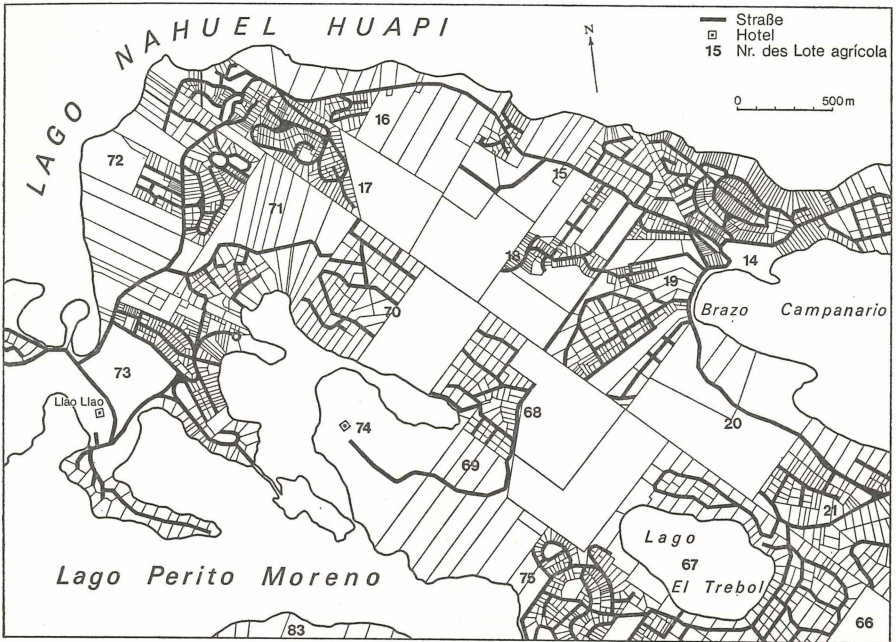 LAGO NAHUEL HUAPI
N
Straße
Hotel
15 Nr. des Lote agrícola
0 500 m
16
72
17
15
71
18
14
19
Brazo Campanario
70
73
Llao Llao
74
68
20
69
21
Lago
67
El Trebol
75
Lago Perito Moreno
83
66